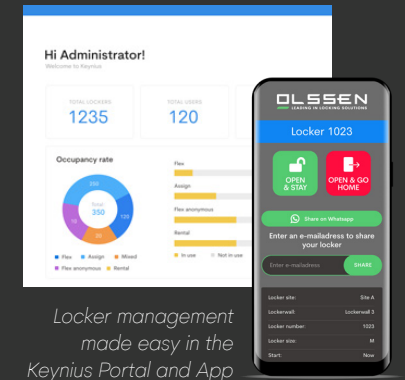 Hi Administrator!
Welcome to Keynius
TOTAL LOCKERS
1235
TOTAL USERS
120
Occupancy rate
350
120
50
10
Total
350
Flex
Assign
Mixed
Flex anonymous
Rental
Flex
Assign
Flex anonymous
Rental
In use
Not in use
OLSSEN
LEADING IN LOCKING SOLUTIONS
Locker 1023
OPEN
& STAY
OPEN & GO
HOME
Share on Whatsapp
Enter an e-mailadress to share
your locker
Enter e-mailadress
SHARE
Locker site:
Site A
Lockerwall:
Lockerwall 3
Locker number:
1023
Locker size:
M
Start:
Now
Locker management
made easy in the
Keynius Portal and App